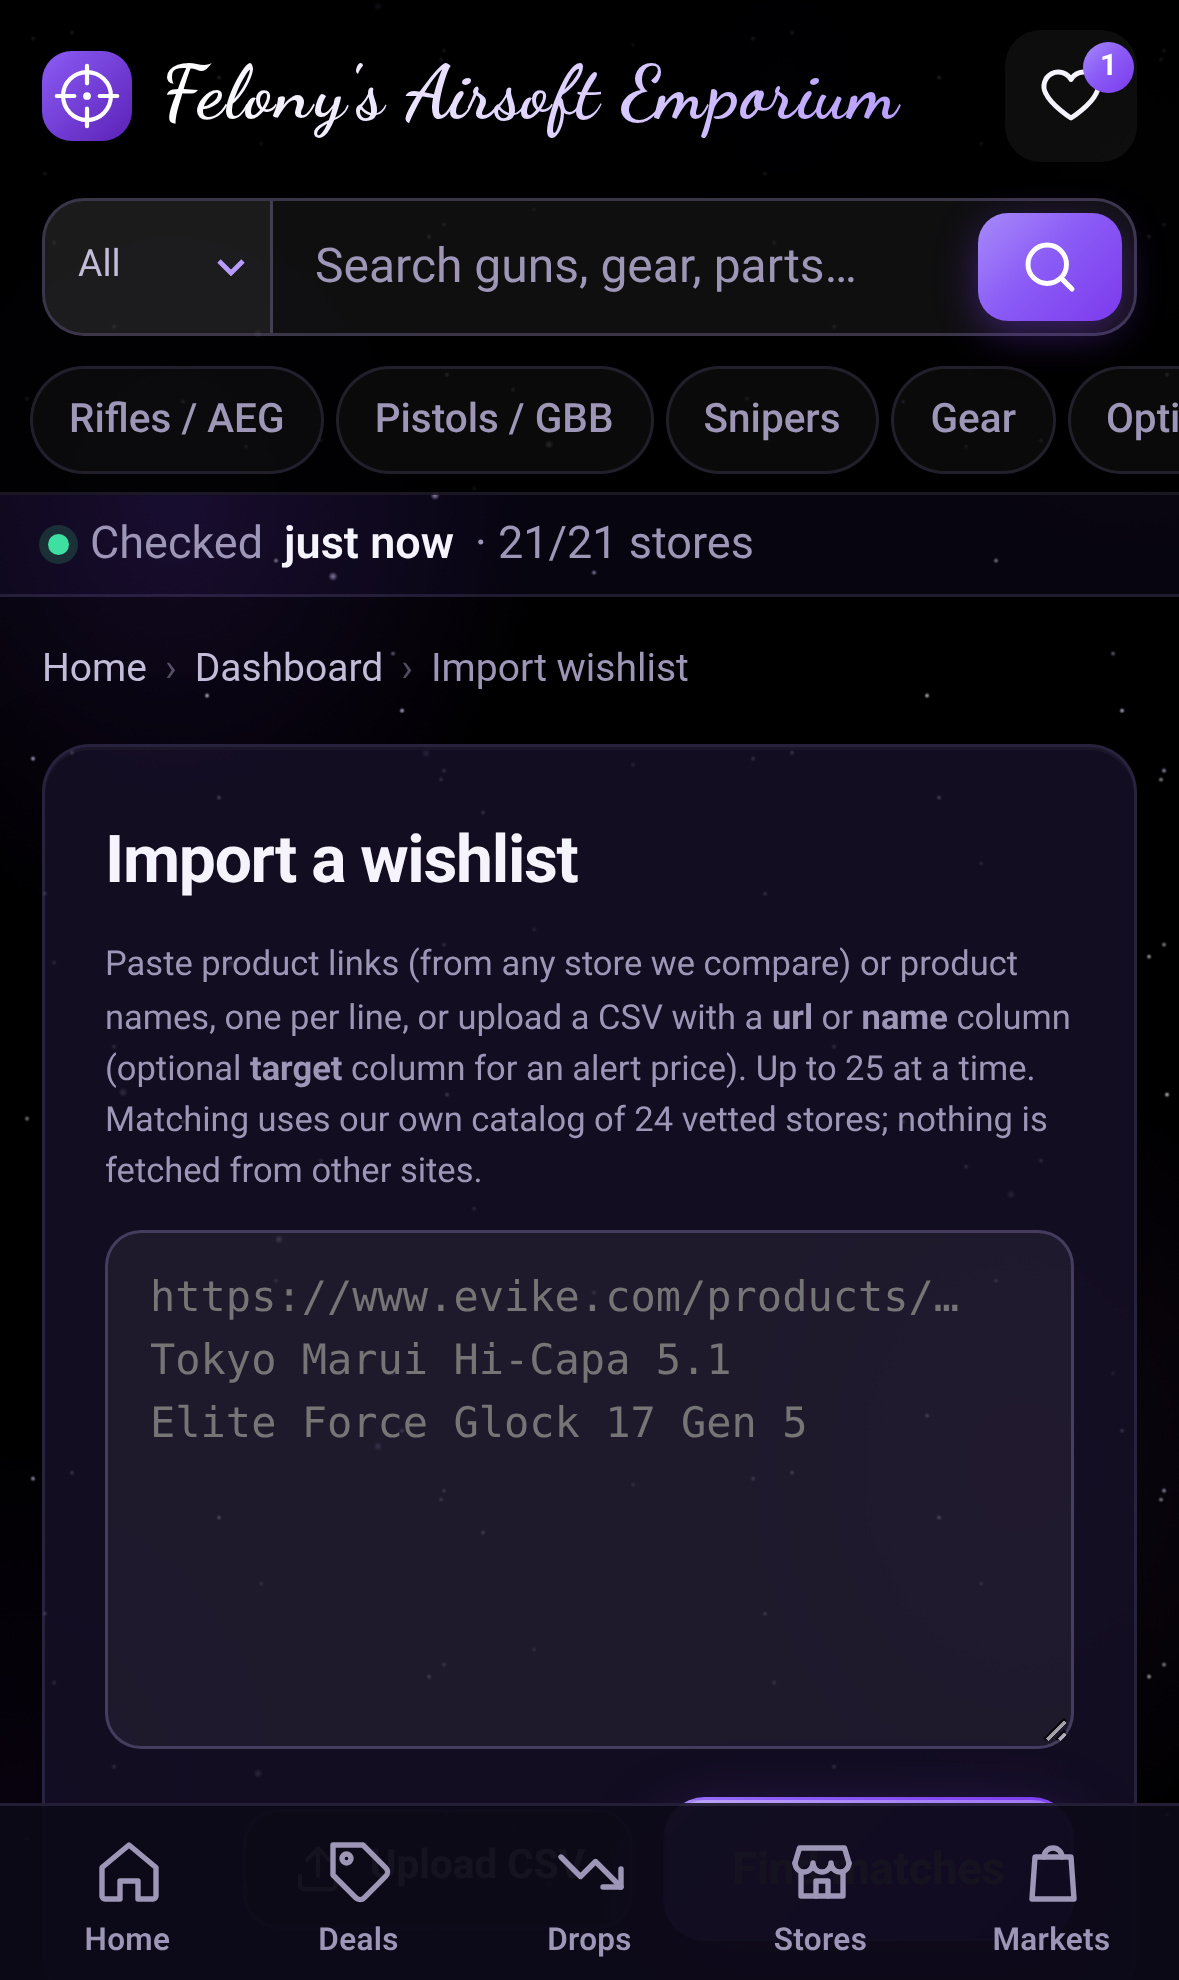 Felony's Airsoft Emporium
1
All
Search guns, gear, parts...
Rifles / AEG
Pistols / GBB
Snipers
Gear
Opti
Checked just now · 21/21 stores
Home › Dashboard › Import wishlist
Import a wishlist
Paste product links (from any store we compare) or product
names, one per line, or upload a CSV with a url or name column
(optional target column for an alert price). Up to 25 at a time.
Matching uses our own catalog of 24 vetted stores; nothing is
fetched from other sites.
https://www.evike.com/products/…
Tokyo Marui Hi-Capa 5.1
Elite Force Glock 17 Gen 5
Upload CSV
Find matches
Home
Deals
Drops
Stores
Markets